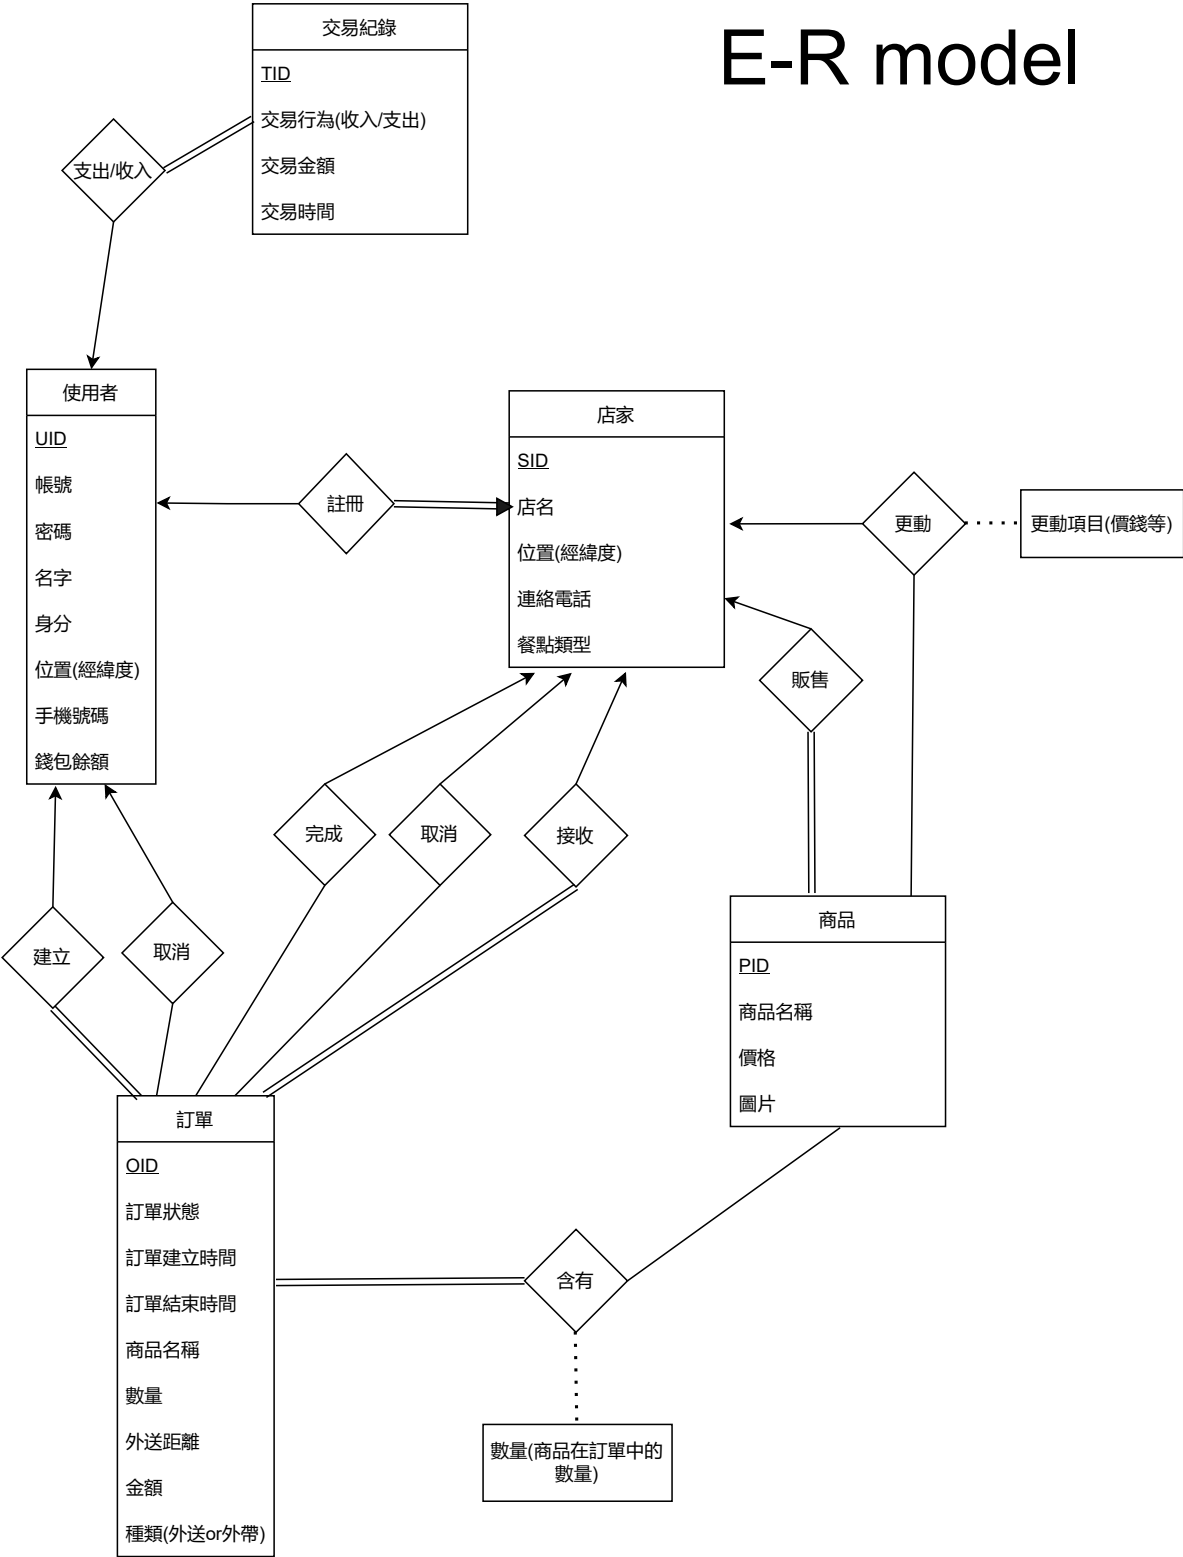 E-R model
交易紀錄
TID
交易行為(收入/支出)
交易金額
交易時間
支出/收入
使用者
UID
帳號
密碼
名字
身分
位置(經緯度)
手機號碼
錢包餘額
註冊
店家
SID
店名
位置(經緯度)
連絡電話
餐點類型
更動
更動項目(價錢等)
販售
完成
取消
接收
建立
取消
商品
PID
商品名稱
價格
圖片
訂單
OID
訂單狀態
訂單建立時間
訂單結束時間
商品名稱
數量
外送距離
金額
種類(外送or外帶)
含有
數量(商品在訂單中的
數量)